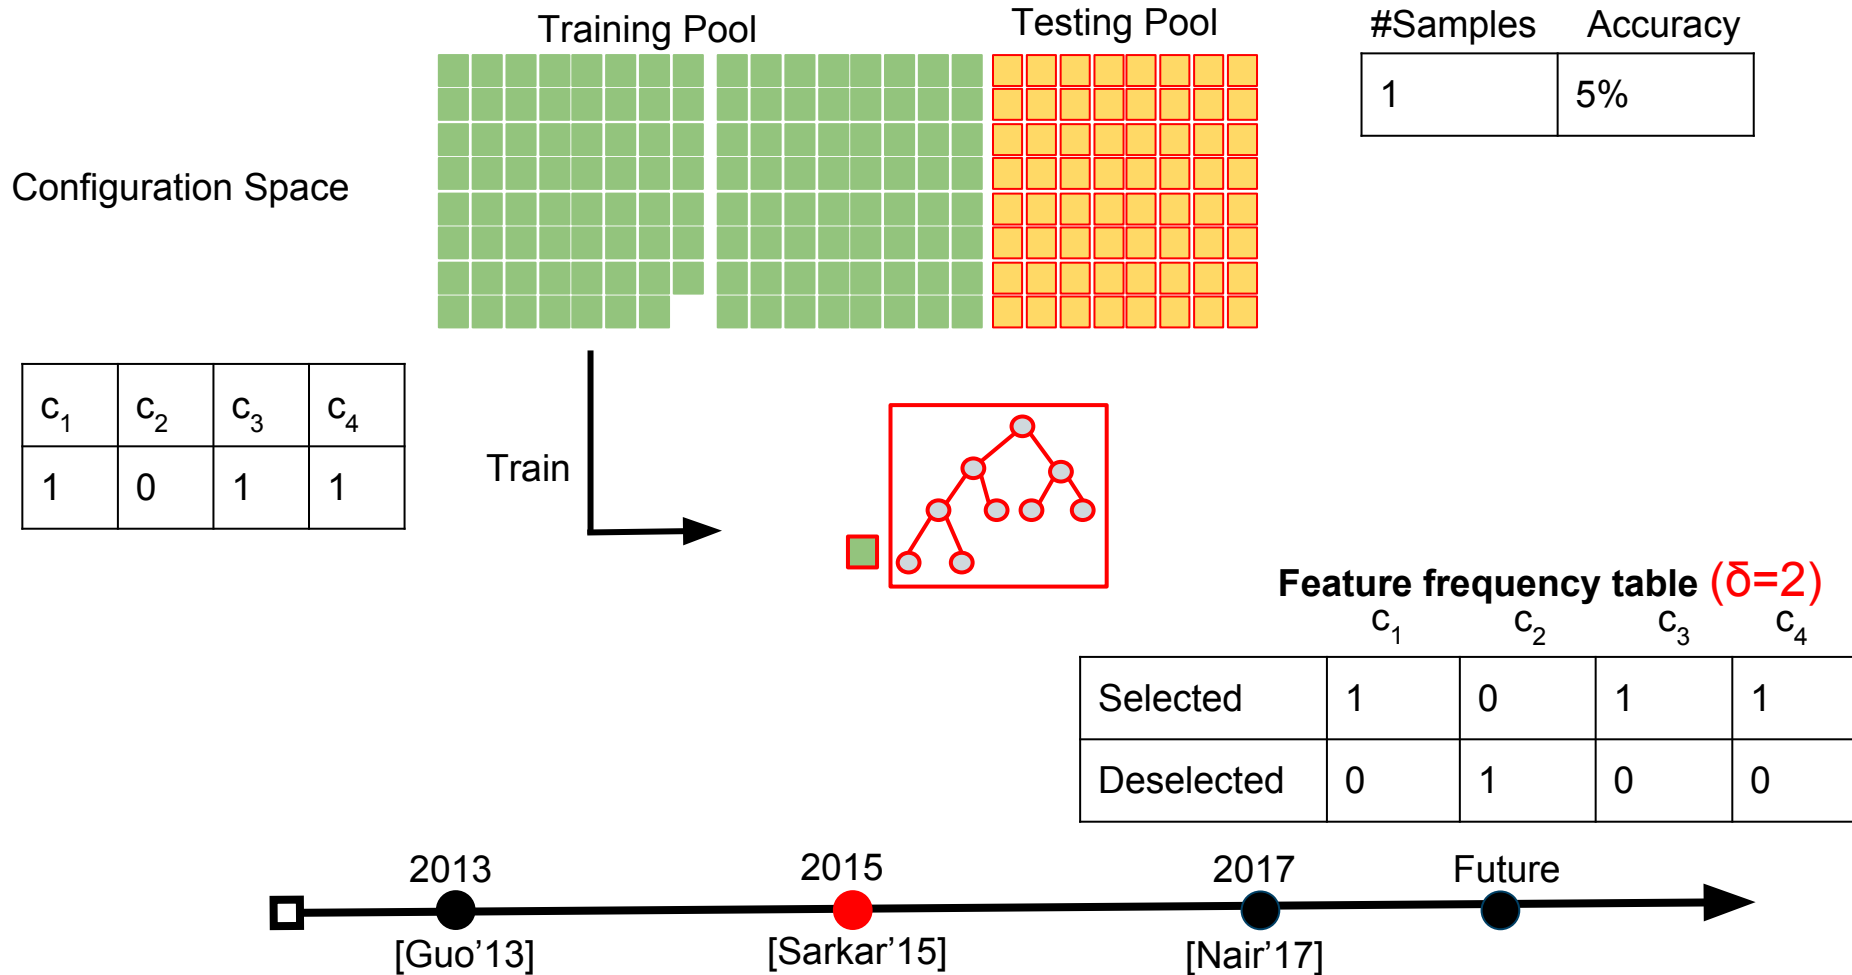 Training Pool
Testing Pool
#Samples Accuracy
1 5%
Configuration Space
c1 c2 c3 c4
1 0 1 1
Train
Feature frequency table (δ=2)
c1 c2 c3 c4
Selected 1 0 1 1
Deselected 0 1 0 0
2013 2015 2017 Future
[Guo’13] [Sarkar’15] [Nair’17]